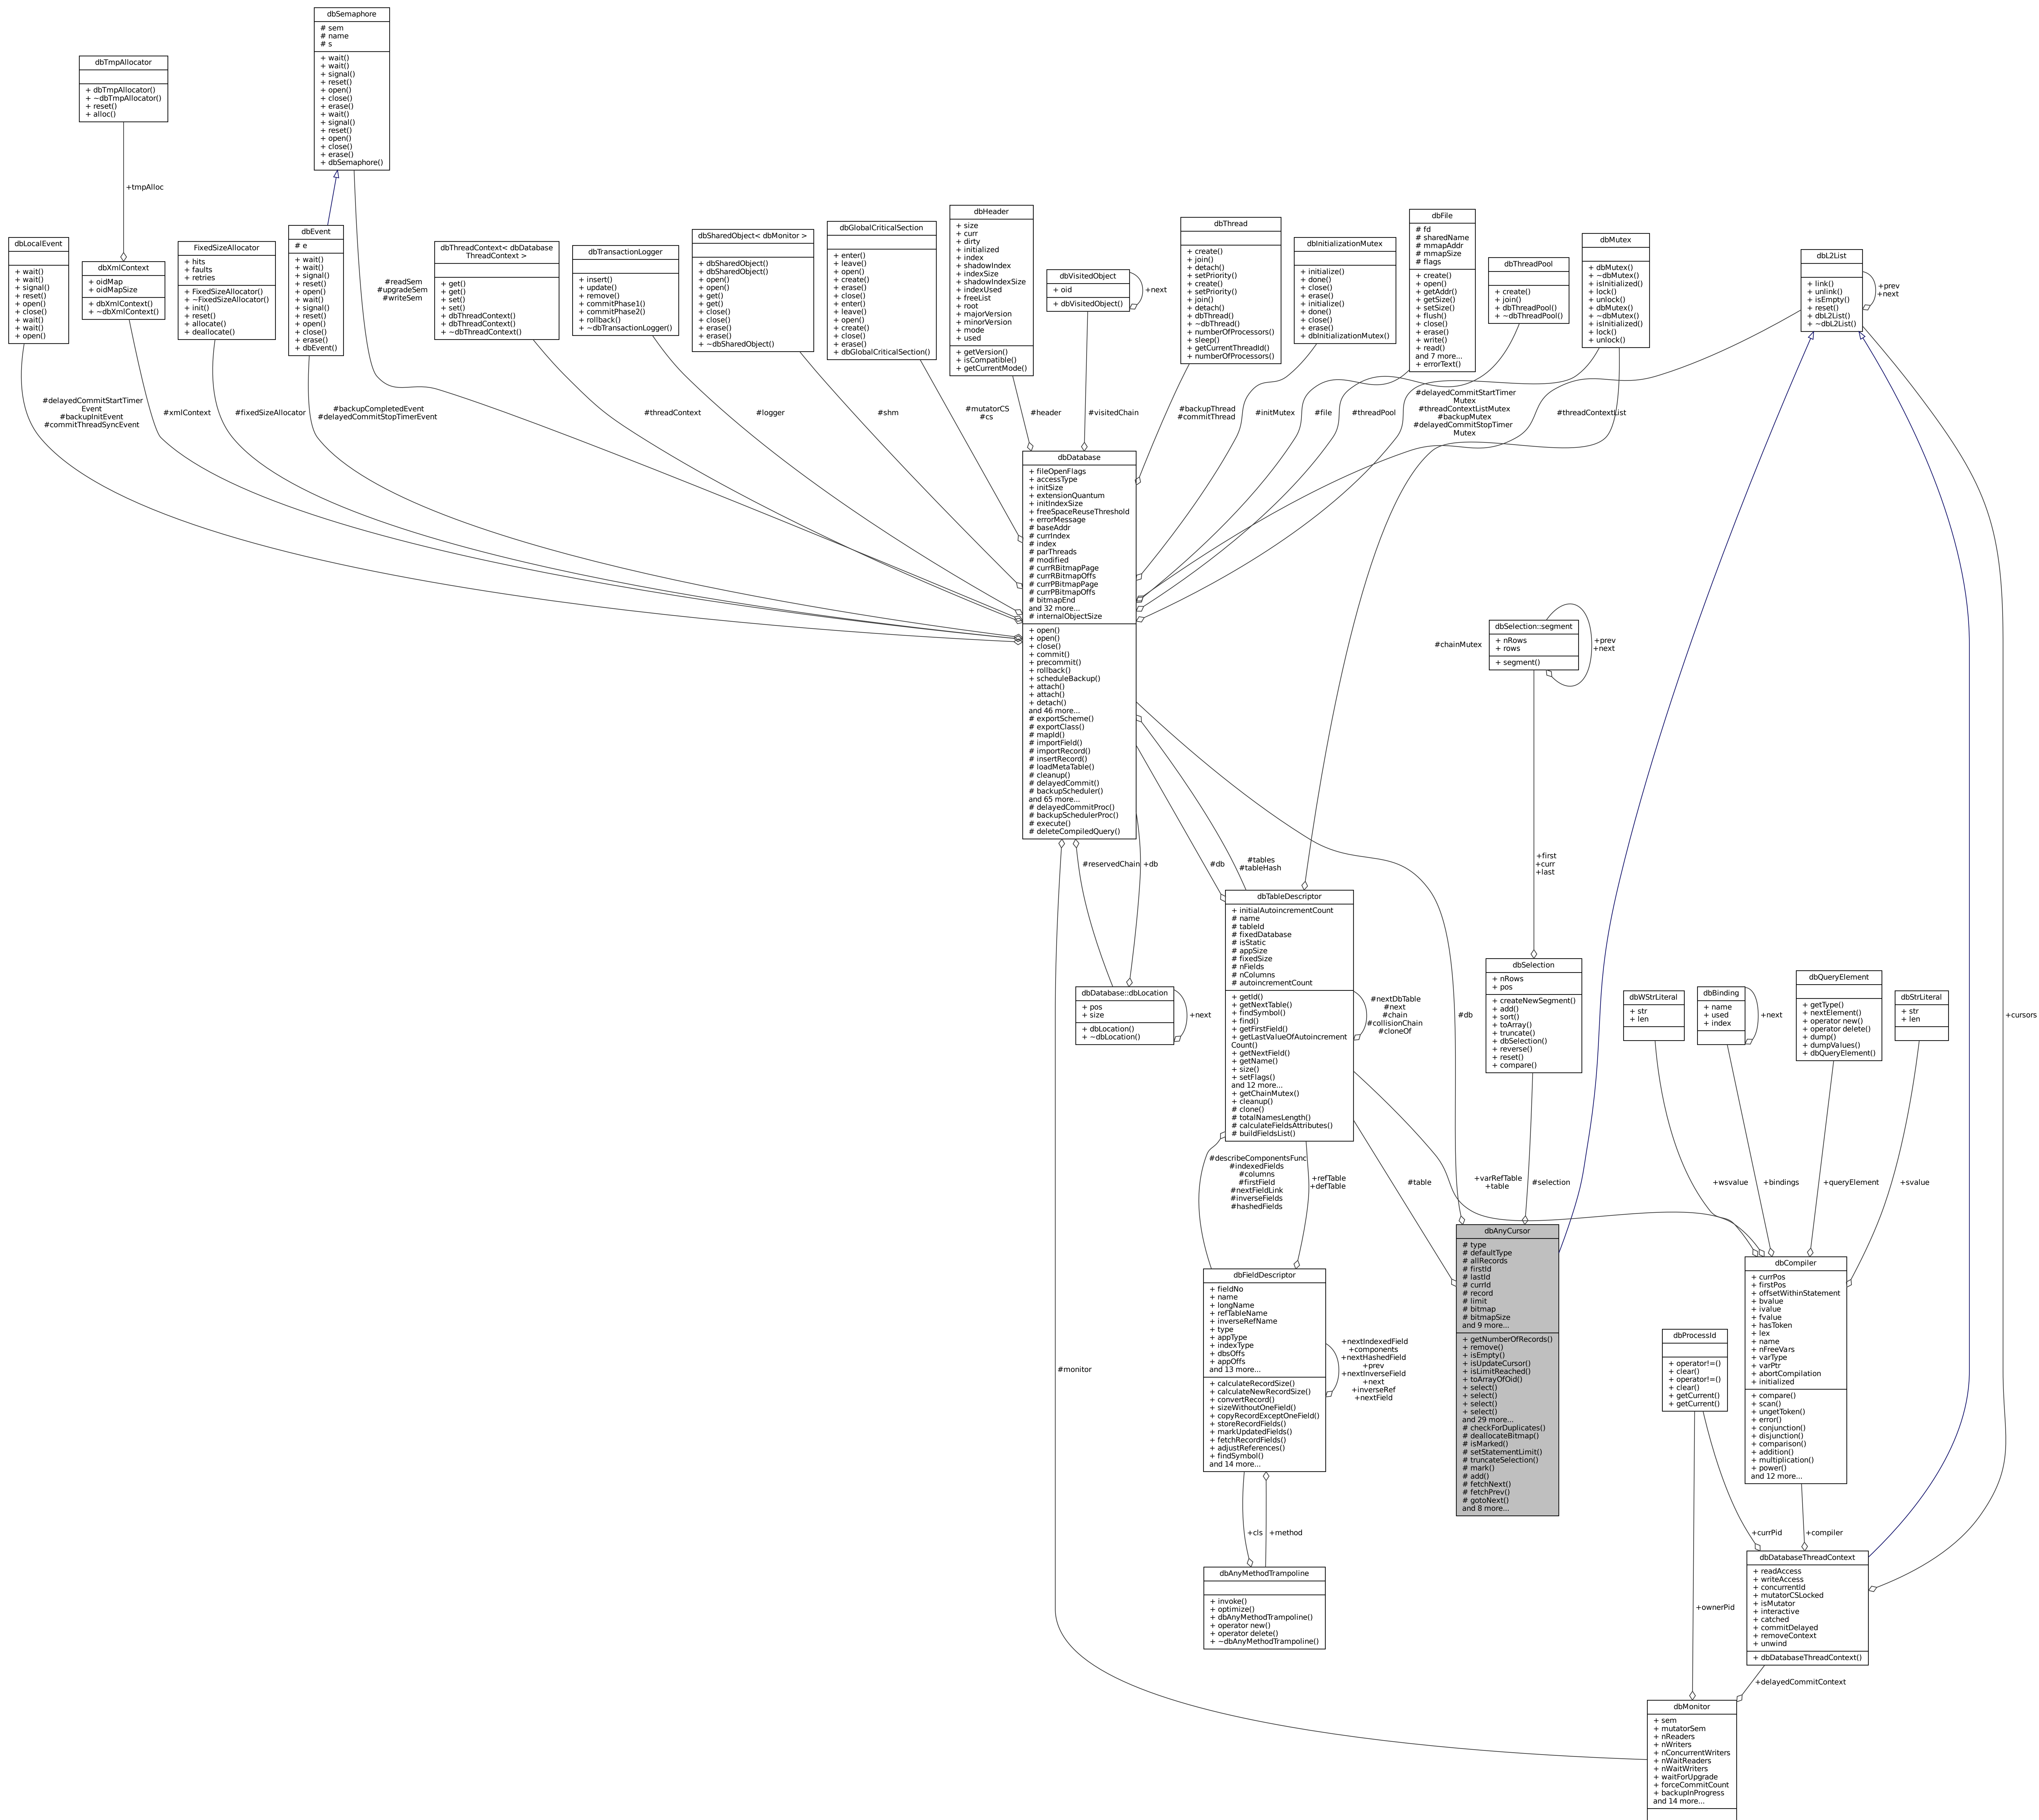 dbSemaphore
# sem
# name
# s
+ wait()
+ wait()
+ signal()
+ reset()
+ open()
+ close()
+ erase()
+ wait()
+ signal()
+ reset()
+ open()
+ close()
+ erase()
+ dbSemaphore()
dbTmpAllocator
+ dbTmpAllocator()
+ ~dbTmpAllocator()
+ reset()
+ alloc()
+tmpAlloc
dbLocalEvent
+ wait()
+ wait()
+ signal()
+ reset()
+ open()
+ close()
+ wait()
+ wait()
+ open()
dbXmlContext
+ oidMap
+ oidMapSize
+ dbXmlContext()
+ ~dbXmlContext()
FixedSizeAllocator
+ hits
+ faults
+ retries
+ FixedSizeAllocator()
+ ~FixedSizeAllocator()
+ init()
+ reset()
+ allocate()
+ deallocate()
dbEvent
# e
+ wait()
+ wait()
+ signal()
+ reset()
+ open()
+ wait()
+ signal()
+ reset()
+ open()
+ close()
+ erase()
+ dbEvent()
#readSem
#upgradeSem
#writeSem
dbThreadContext< dbDatabase
ThreadContext >
+ get()
+ get()
+ set()
+ set()
+ dbThreadContext()
+ dbThreadContext()
+ ~dbThreadContext()
dbTransactionLogger
+ insert()
+ update()
+ remove()
+ commitPhase1()
+ commitPhase2()
+ rollback()
+ ~dbTransactionLogger()
dbSharedObject< dbMonitor >
+ dbSharedObject()
+ dbSharedObject()
+ open()
+ open()
+ get()
+ get()
+ close()
+ close()
+ erase()
+ erase()
+ ~dbSharedObject()
dbGlobalCriticalSection
+ enter()
+ leave()
+ open()
+ create()
+ erase()
+ close()
+ enter()
+ leave()
+ open()
+ create()
+ close()
+ erase()
+ dbGlobalCriticalSection()
dbHeader
+ size
+ curr
+ dirty
+ initialized
+ index
+ shadowIndex
+ indexSize
+ shadowIndexSize
+ indexUsed
+ freeList
+ root
+ majorVersion
+ minorVersion
+ mode
+ used
+ getVersion()
+ isCompatible()
+ getCurrentMode()
dbVisitedObject
+ oid
+ dbVisitedObject()
+next
dbThread
+ create()
+ join()
+ detach()
+ setPriority()
+ create()
+ setPriority()
+ join()
+ detach()
+ dbThread()
+ ~dbThread()
+ numberOfProcessors()
+ sleep()
+ getCurrentThreadId()
+ numberOfProcessors()
dbInitializationMutex
+ initialize()
+ done()
+ close()
+ erase()
+ initialize()
+ done()
+ close()
+ erase()
+ dbInitializationMutex()
dbFile
# fd
# sharedName
# mmapAddr
# mmapSize
# flags
+ create()
+ open()
+ getAddr()
+ getSize()
+ setSize()
+ flush()
+ close()
+ erase()
+ write()
+ read()
and 7 more...
+ errorText()
dbThreadPool
+ create()
+ join()
+ dbThreadPool()
+ ~dbThreadPool()
dbMutex
+ dbMutex()
+ ~dbMutex()
+ isInitialized()
+ lock()
+ unlock()
+ dbMutex()
+ ~dbMutex()
+ isInitialized()
+ lock()
+ unlock()
dbL2List
+ link()
+ unlink()
+ isEmpty()
+ reset()
+ dbL2List()
+ ~dbL2List()
+prev
+next
#delayedCommitStartTimer
Event
#backupInitEvent
#commitThreadSyncEvent
#xmlContext
#fixedSizeAllocator
#backupCompletedEvent
#delayedCommitStopTimerEvent
#threadContext
#logger
#shm
#mutatorCS
#cs
#header
#visitedChain
#backupThread
#commitThread
#initMutex
#file
#threadPool
#delayedCommitStartTimer
Mutex
#threadContextListMutex
#backupMutex
#delayedCommitStopTimer
Mutex
#threadContextList
dbDatabase
+ fileOpenFlags
+ accessType
+ initSize
+ extensionQuantum
+ initIndexSize
+ freeSpaceReuseThreshold
+ errorMessage
# baseAddr
# currIndex
# index
# parThreads
# modified
# currRBitmapPage
# currRBitmapOffs
# currPBitmapPage
# currPBitmapOffs
# bitmapEnd
and 32 more...
# internalObjectSize
+ open()
+ open()
+ close()
+ commit()
+ precommit()
+ rollback()
+ scheduleBackup()
+ attach()
+ attach()
+ detach()
and 46 more...
# exportScheme()
# exportClass()
# mapId()
# importField()
# importRecord()
# insertRecord()
# loadMetaTable()
# cleanup()
# delayedCommit()
# backupScheduler()
and 65 more...
# delayedCommitProc()
# backupSchedulerProc()
# execute()
# deleteCompiledQuery()
#chainMutex
dbSelection::segment
+ nRows
+ rows
+ segment()
+prev
+next
#reservedChain
+db
#db
#tables
#tableHash
+first
+curr
+last
dbTableDescriptor
+ initialAutoincrementCount
# name
# tableId
# fixedDatabase
# isStatic
# appSize
# fixedSize
# nFields
# nColumns
# autoincrementCount
+ getId()
+ getNextTable()
+ findSymbol()
+ find()
+ getFirstField()
+ getLastValueOfAutoincrement
Count()
+ getNextField()
+ getName()
+ size()
+ setFlags()
and 12 more...
+ getChainMutex()
+ cleanup()
# clone()
# totalNamesLength()
# calculateFieldsAttributes()
# buildFieldsList()
#nextDbTable
#next
#chain
#collisionChain
#cloneOf
dbDatabase::dbLocation
+ pos
+ size
+ dbLocation()
+ ~dbLocation()
+next
#db
dbSelection
+ nRows
+ pos
+ createNewSegment()
+ add()
+ sort()
+ toArray()
+ truncate()
+ dbSelection()
+ reverse()
+ reset()
+ compare()
dbWStrLiteral
+ str
+ len
dbBinding
+ name
+ used
+ index
+next
dbQueryElement
+ getType()
+ nextElement()
+ operator new()
+ operator delete()
+ dump()
+ dumpValues()
+ dbQueryElement()
dbStrLiteral
+ str
+ len
+cursors
#describeComponentsFunc
#indexedFields
#columns
#firstField
#nextFieldLink
#inverseFields
#hashedFields
+refTable
+defTable
#table
+varRefTable
+table
#selection
+wsvalue
+bindings
+queryElement
+svalue
dbAnyCursor
# type
# defaultType
# allRecords
# firstId
# lastId
# currId
# record
# limit
# bitmap
# bitmapSize
and 9 more...
+ getNumberOfRecords()
+ remove()
+ isEmpty()
+ isUpdateCursor()
+ isLimitReached()
+ toArrayOfOid()
+ select()
+ select()
+ select()
+ select()
and 29 more...
# checkForDuplicates()
# deallocateBitmap()
# isMarked()
# setStatementLimit()
# truncateSelection()
# mark()
# add()
# fetchNext()
# fetchPrev()
# gotoNext()
and 8 more...
dbCompiler
+ currPos
+ firstPos
+ offsetWithinStatement
+ bvalue
+ ivalue
+ fvalue
+ hasToken
+ lex
+ name
+ nFreeVars
+ varType
+ varPtr
+ abortCompilation
+ initialized
+ compare()
+ scan()
+ ungetToken()
+ error()
+ conjunction()
+ disjunction()
+ comparison()
+ addition()
+ multiplication()
+ power()
and 12 more...
dbFieldDescriptor
+ fieldNo
+ name
+ longName
+ refTableName
+ inverseRefName
+ type
+ appType
+ indexType
+ dbsOffs
+ appOffs
and 13 more...
+ calculateRecordSize()
+ calculateNewRecordSize()
+ convertRecord()
+ sizeWithoutOneField()
+ copyRecordExceptOneField()
+ storeRecordFields()
+ markUpdatedFields()
+ fetchRecordFields()
+ adjustReferences()
+ findSymbol()
and 14 more...
+nextIndexedField
+components
+nextHashedField
+prev
+nextInverseField
+next
+inverseRef
+nextField
#monitor
dbProcessId
+ operator!=()
+ clear()
+ operator!=()
+ clear()
+ getCurrent()
+ getCurrent()
+cls
+method
+currPid
+compiler
dbAnyMethodTrampoline
+ invoke()
+ optimize()
+ dbAnyMethodTrampoline()
+ operator new()
+ operator delete()
+ ~dbAnyMethodTrampoline()
dbDatabaseThreadContext
+ readAccess
+ writeAccess
+ concurrentId
+ mutatorCSLocked
+ isMutator
+ interactive
+ catched
+ commitDelayed
+ removeContext
+ unwind
+ dbDatabaseThreadContext()
+ownerPid
+delayedCommitContext
dbMonitor
+ sem
+ mutatorSem
+ nReaders
+ nWriters
+ nConcurrentWriters
+ nWaitReaders
+ nWaitWriters
+ waitForUpgrade
+ forceCommitCount
+ backupInProgress
and 14 more...